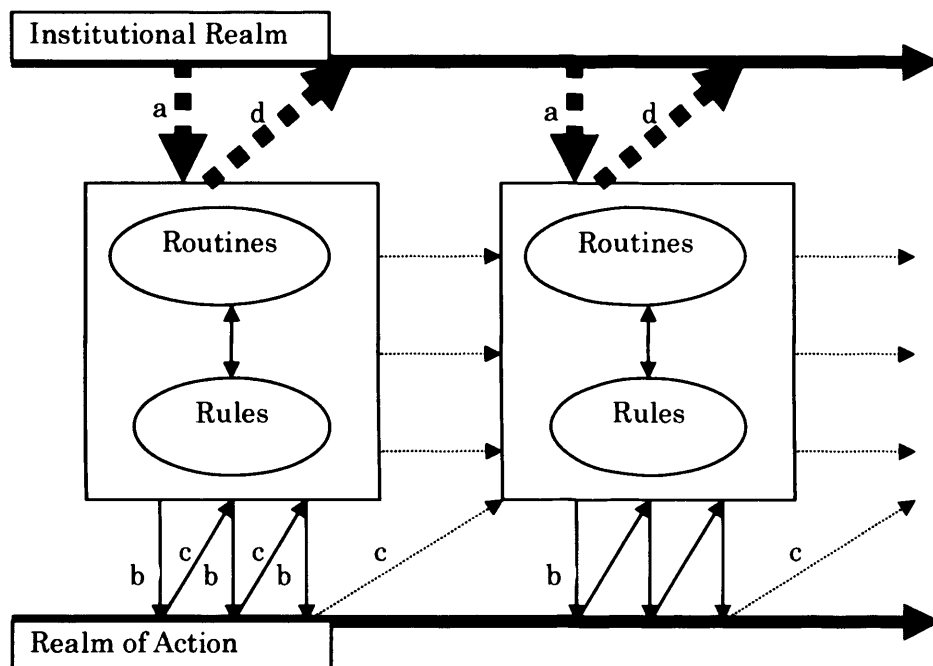 Institutional Realm
a
d
a
d
Routines
Routines
Rules
Rules
c
c
c
c
b
b
b
b
Realm of Action